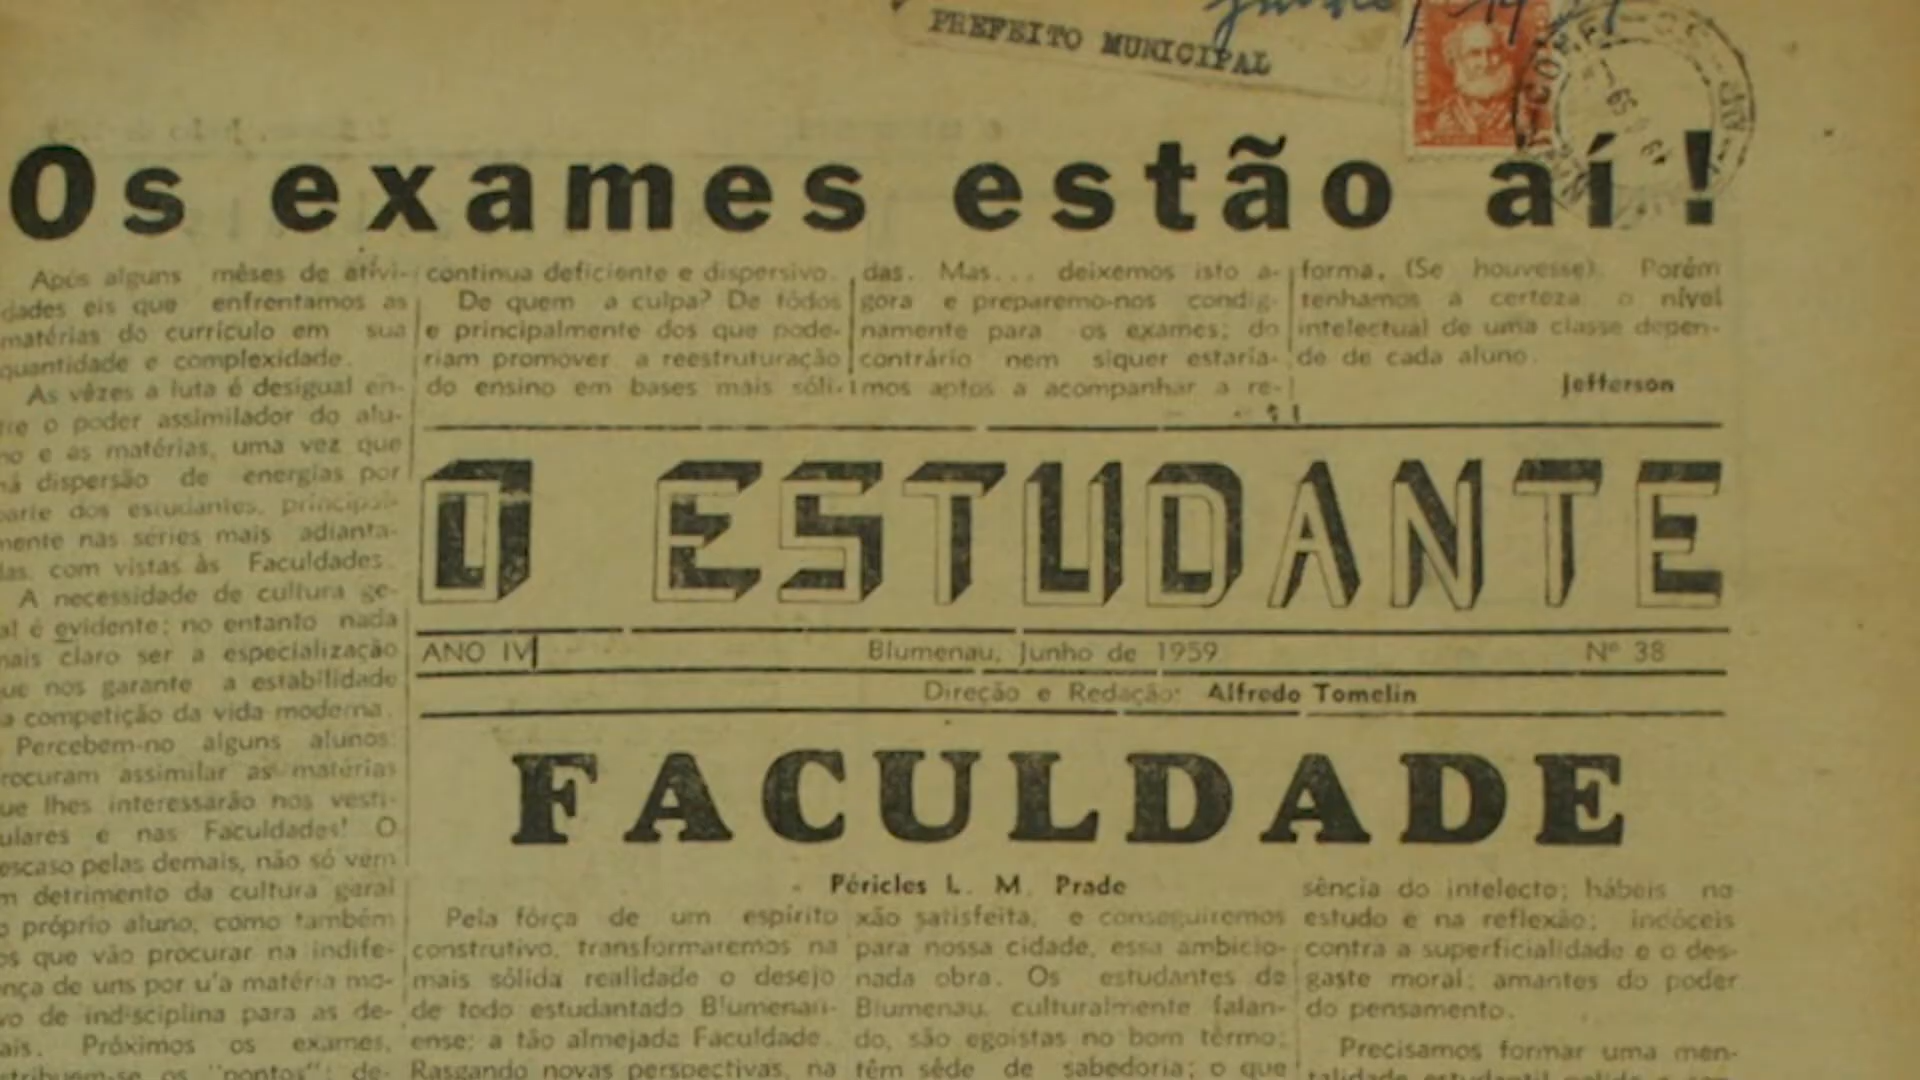 PREFEITO MUNICIPAL
Os exames estão aí!
Após alguns mêses de ativi-
dades eis que enfrentamos as
matérias do currículo em sua
quantidade e complexidade.
As vêzes a luta é desigual en-
tre o poder assimilador do alu-
no e as matérias, uma vez que
há dispersão de energias por
parte dos estudantes, principal-
mente nas séries mais adianta-
das, com vistas às Faculdades.
A necessidade de cultura ge-
al é evidente; no entanto nada
mais claro ser a especialização
que nos garante a estabilidade
a competição da vida moderna.
Percebem-no alguns alunos:
rocuram assimilar as matérias
que lhes interessarão nos vesti-
ulares e nas Faculdades! O
escaso pelas demais, não só vem
m detrimento da cultura geral
o próprio aluno, como também
os que vão procurar na indife-
ença de uns por u'a matéria mo-
vo de indisciplina para as de-
ais. Próximos os exames,
stribuem-se os "pontos"; de-
continua deficiente e dispersivo.
De quem a culpa? De tôdos
e principalmente dos que pode-
riam promover a reestruturação
do ensino em bases mais sóli-
das. Mas... deixemos isto a-
gora e preparemo-nos condig-
namente para os exames; do
contrário nem siquer estaria-
mos aptos a acompanhar a re-
forma, (Se houvesse). Porém
tenhamos a certeza o nível
intelectual de uma classe depen-
de de cada aluno.
Jefferson
O ESTUDANTE
ANO IV
Blumenau, Junho de 1959
Nº 38
Direção e Redação: Alfredo Tomelin
FACULDADE
Péricles L. M. Prade
Pela fôrça de um espírito
construtivo, transformaremos na
mais sólida realidade o desejo
de todo estudantado Blumenau-
ense: a tão almejada Faculdade.
Rasgando novas perspectivas, na
xão satisfeita, e conseguiremos
para nossa cidade, essa ambicio-
nada obra. Os estudantes de
Blumenau, culturalmente falan-
do, são egoistas no bom têrmo;
têm sêde de sabedoria; o que
sência do intelecto; hábeis no
estudo e na reflexão; indóceis
contra a superficialidade e o des-
gaste moral; amantes do poder
do pensamento.
Precisamos formar uma men-
talidade estudantil